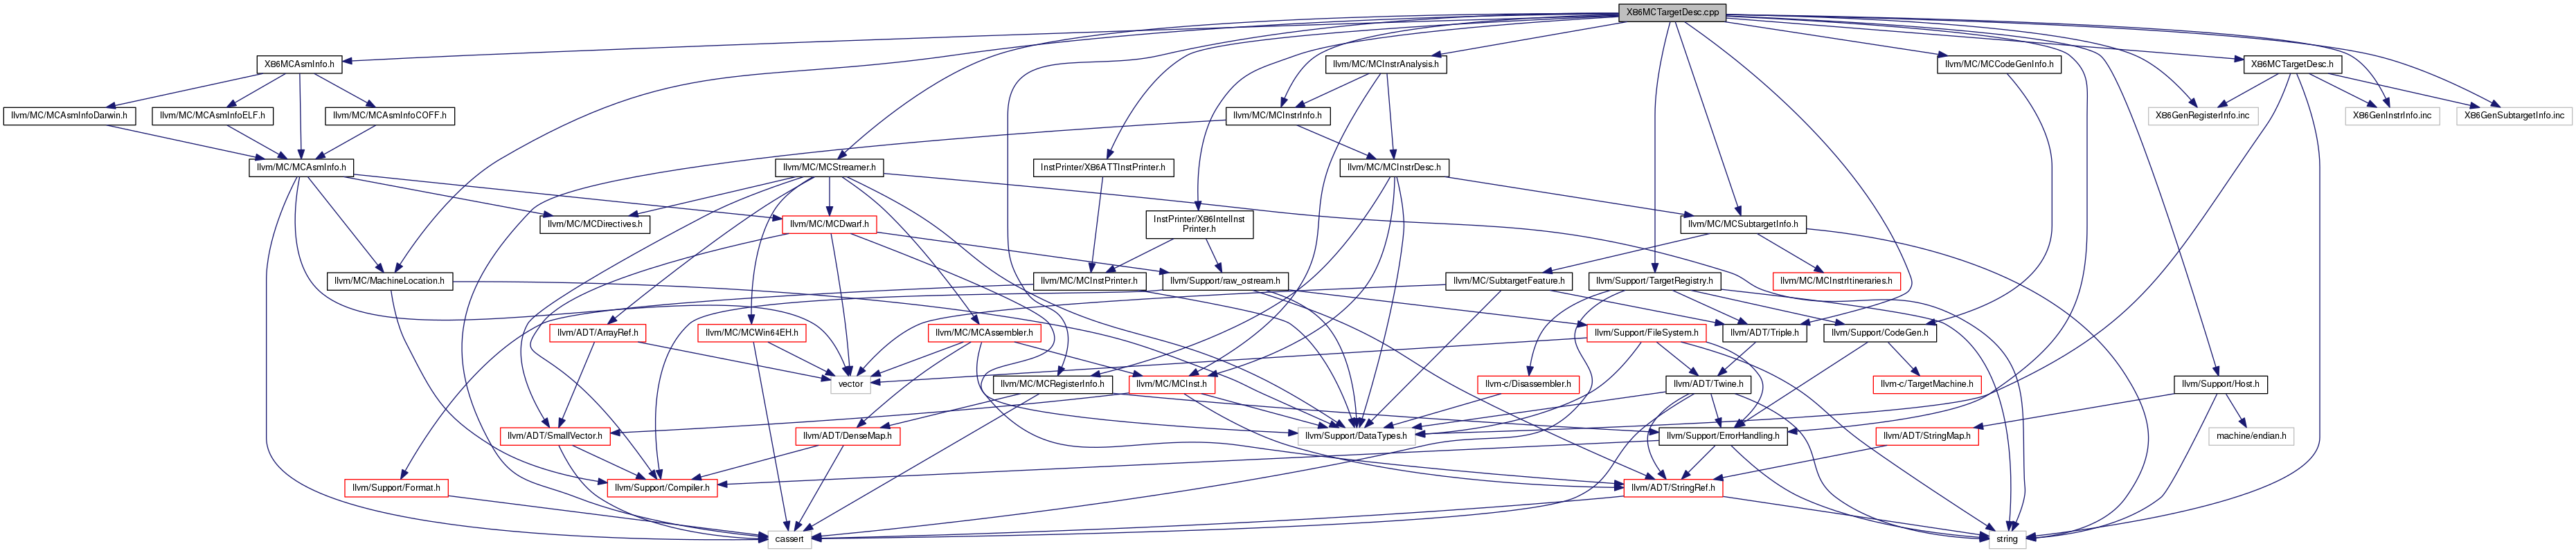 X86MCTargetDesc.cpp
X86MCAsmInfo.h
llvm/MC/MCInstrAnalysis.h
llvm/MC/MCCodeGenInfo.h
X86MCTargetDesc.h
llvm/MC/MCAsmInfoDarwin.h
llvm/MC/MCAsmInfoELF.h
llvm/MC/MCAsmInfoCOFF.h
llvm/MC/MCInstrInfo.h
X86GenRegisterInfo.inc
X86GenInstrInfo.inc
X86GenSubtargetInfo.inc
llvm/MC/MCAsmInfo.h
llvm/MC/MCStreamer.h
InstPrinter/X86ATTInstPrinter.h
llvm/MC/MCInstrDesc.h
llvm/MC/MCDirectives.h
llvm/MC/MCDwarf.h
InstPrinter/X86IntelInst
Printer.h
llvm/MC/MCSubtargetInfo.h
llvm/MC/MachineLocation.h
llvm/MC/MCInstPrinter.h
llvm/Support/raw_ostream.h
llvm/MC/SubtargetFeature.h
llvm/Support/TargetRegistry.h
llvm/MC/MCInstrItineraries.h
llvm/ADT/ArrayRef.h
llvm/MC/MCWin64EH.h
llvm/MC/MCAssembler.h
llvm/Support/FileSystem.h
llvm/ADT/Triple.h
llvm/Support/CodeGen.h
vector
llvm/MC/MCRegisterInfo.h
llvm/MC/MCInst.h
llvm-c/Disassembler.h
llvm/ADT/Twine.h
llvm-c/TargetMachine.h
llvm/Support/Host.h
llvm/ADT/SmallVector.h
llvm/ADT/DenseMap.h
llvm/Support/DataTypes.h
llvm/Support/ErrorHandling.h
llvm/ADT/StringMap.h
machine/endian.h
llvm/Support/Format.h
llvm/Support/Compiler.h
llvm/ADT/StringRef.h
cassert
string